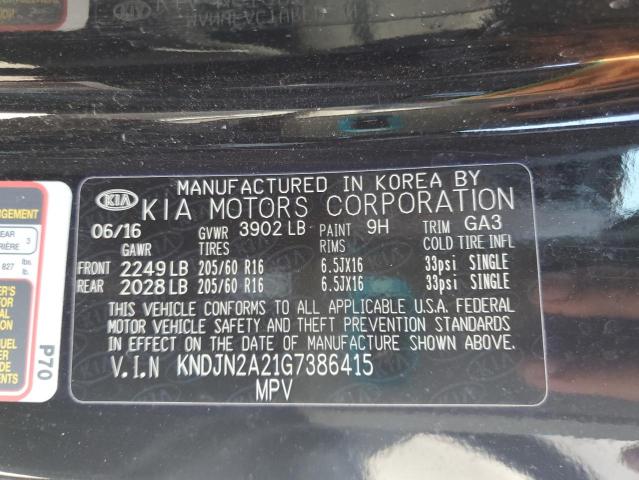 MANUFACTURED IN KOREA BY
KIA KIA MOTORS CORPORATION
06/16 GVWR 3902 LB PAINT 9H TRIM GA3
GAWR TIRES RIMS COLD TIRE INFL
FRONT 2249 LB 205/60 R16 6.5JX16 33psi SINGLE
REAR 2028 LB 205/60 R16 6.5JX16 33psi SINGLE
THIS VEHICLE CONFORMS TO ALL APPLICABLE U.S.A. FEDERAL
MOTOR VEHICLE SAFETY AND THEFT PREVENTION STANDARDS
IN EFFECT ON THE DATE OF MANUFACTURE SHOWN ABOVE.
V.I.N KNDJN2A21G7386415
MPV
3
827 lbs.
P70